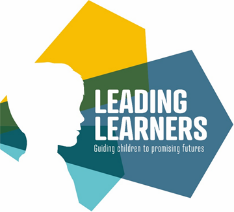 LEADING
LEARNERS
Guiding children to promising futures